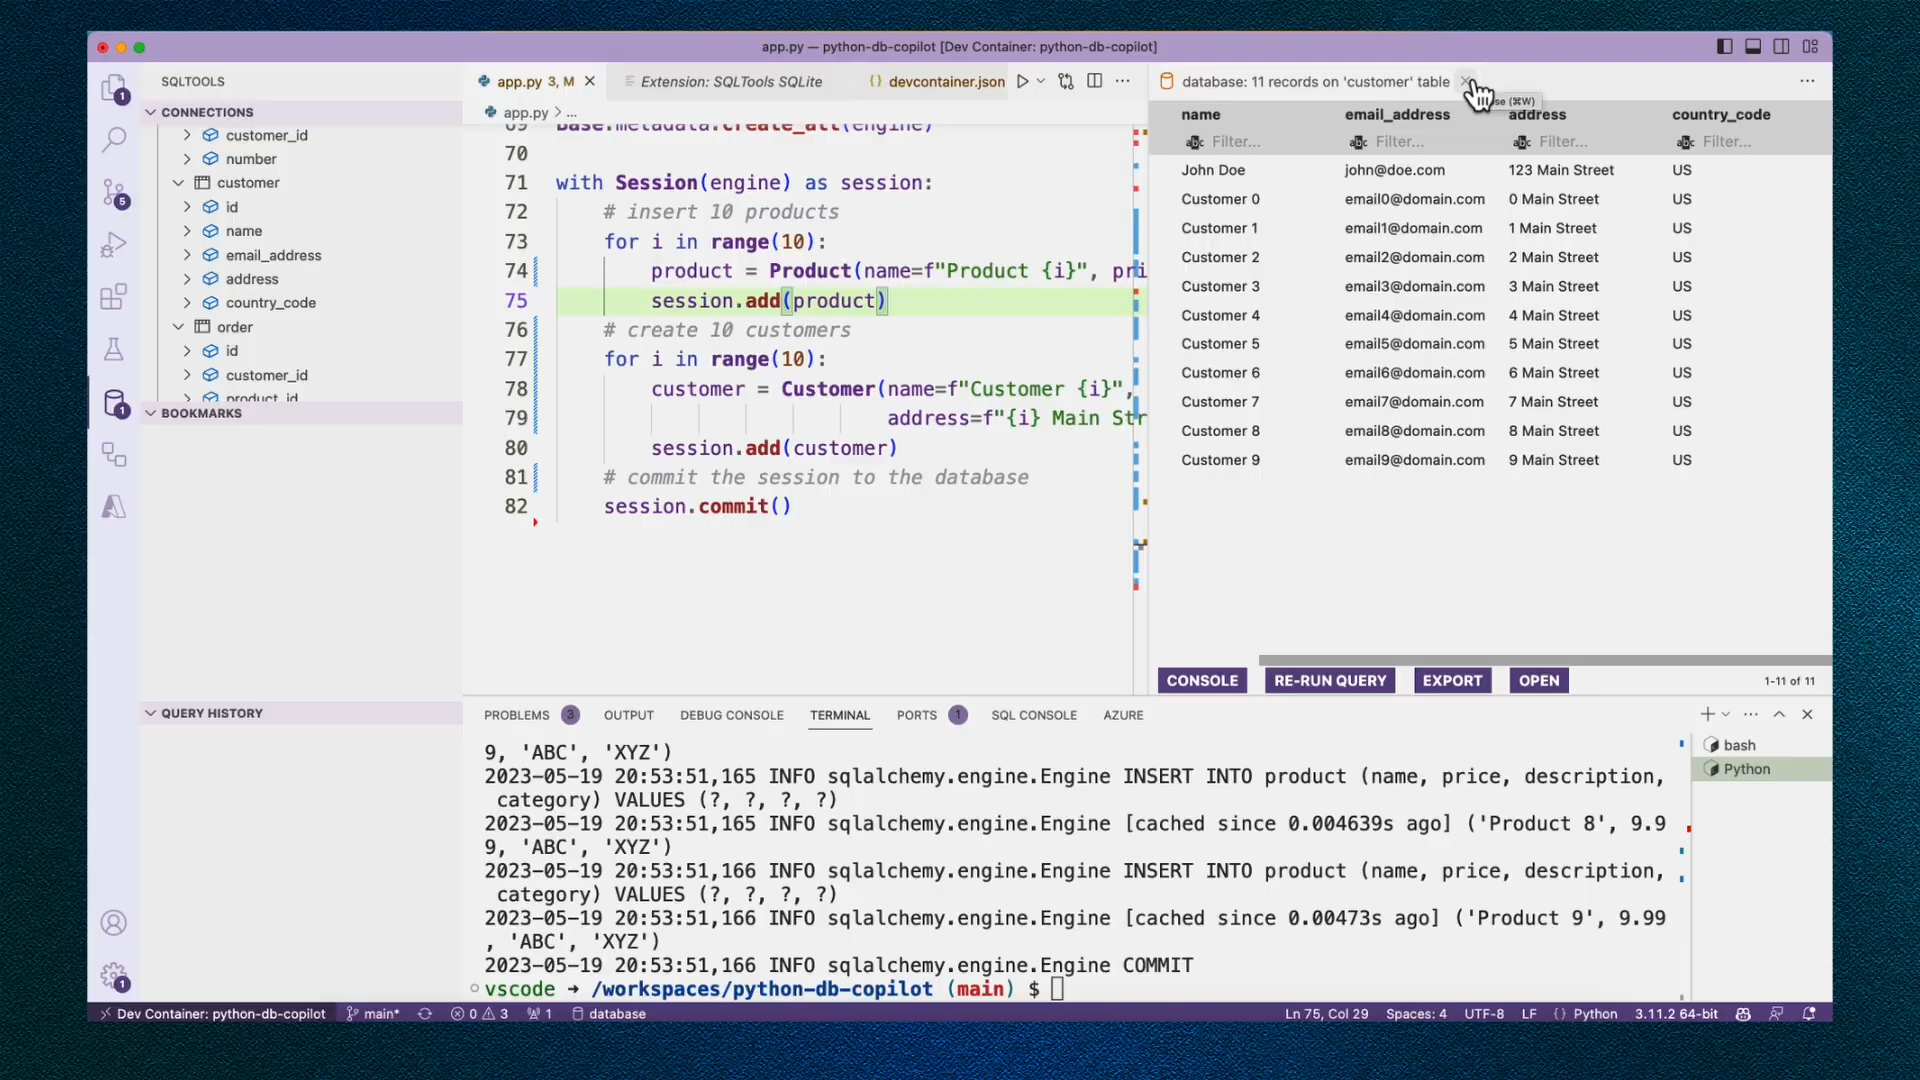 app.py — python-db-copilot [Dev Container: python-db-copilot]
SQLTOOLS
CONNECTIONS
customer_id
number
customer
id
name
email_address
address
country_code
order
id
customer_id
product_id
BOOKMARKS
QUERY HISTORY
1
5
1
1
app.py 3, M
Extension: SQLTools SQLite
devcontainer.json
app.py > ...
69 Base.metadata.create_all(engine)
70
71 with Session(engine) as session:
72 # insert 10 products
73 for i in range(10):
74 product = Product(name=f"Product {i}", pri
75 session.add(product)
76 # create 10 customers
77 for i in range(10):
78 customer = Customer(name=f"Customer {i}",
79 address=f"{i} Main Str
80 session.add(customer)
81 # commit the session to the database
82 session.commit()
database: 11 records on 'customer' table
se (⌘W)
name email_address address country_code
Filter... Filter... Filter... Filter...
John Doe john@doe.com 123 Main Street US
Customer 0 email0@domain.com 0 Main Street US
Customer 1 email1@domain.com 1 Main Street US
Customer 2 email2@domain.com 2 Main Street US
Customer 3 email3@domain.com 3 Main Street US
Customer 4 email4@domain.com 4 Main Street US
Customer 5 email5@domain.com 5 Main Street US
Customer 6 email6@domain.com 6 Main Street US
Customer 7 email7@domain.com 7 Main Street US
Customer 8 email8@domain.com 8 Main Street US
Customer 9 email9@domain.com 9 Main Street US
CONSOLE RE-RUN QUERY EXPORT OPEN 1-11 of 11
PROBLEMS 3 OUTPUT DEBUG CONSOLE TERMINAL PORTS 1 SQL CONSOLE AZURE
9, 'ABC', 'XYZ')
2023-05-19 20:53:51,165 INFO sqlalchemy.engine.Engine INSERT INTO product (name, price, description,
category) VALUES (?, ?, ?, ?)
2023-05-19 20:53:51,165 INFO sqlalchemy.engine.Engine [cached since 0.004639s ago] ('Product 8', 9.9
9, 'ABC', 'XYZ')
2023-05-19 20:53:51,166 INFO sqlalchemy.engine.Engine INSERT INTO product (name, price, description,
category) VALUES (?, ?, ?, ?)
2023-05-19 20:53:51,166 INFO sqlalchemy.engine.Engine [cached since 0.00473s ago] ('Product 9', 9.99
, 'ABC', 'XYZ')
2023-05-19 20:53:51,166 INFO sqlalchemy.engine.Engine COMMIT
vscode ➜ /workspaces/python-db-copilot (main) $
bash
Python
Dev Container: python-db-copilot main* 0 3 1 database Ln 75, Col 29 Spaces: 4 UTF-8 LF Python 3.11.2 64-bit